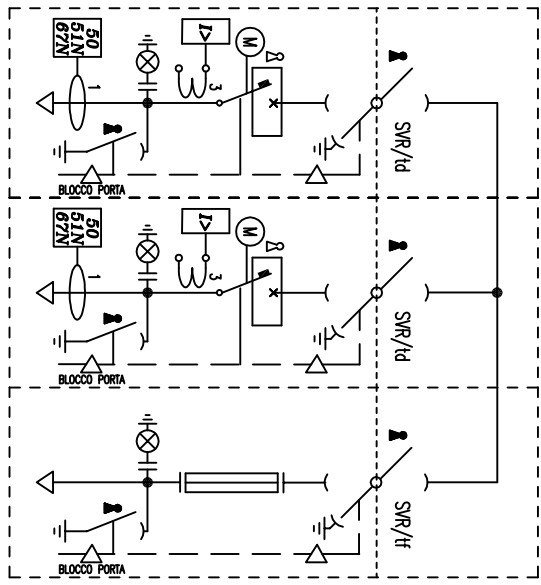 50
51N
67N
1
I>
3
M
SVR/td
BLOCCO PORTA
50
51N
67N
1
I>
3
M
SVR/td
BLOCCO PORTA
SVR/tf
BLOCCO PORTA